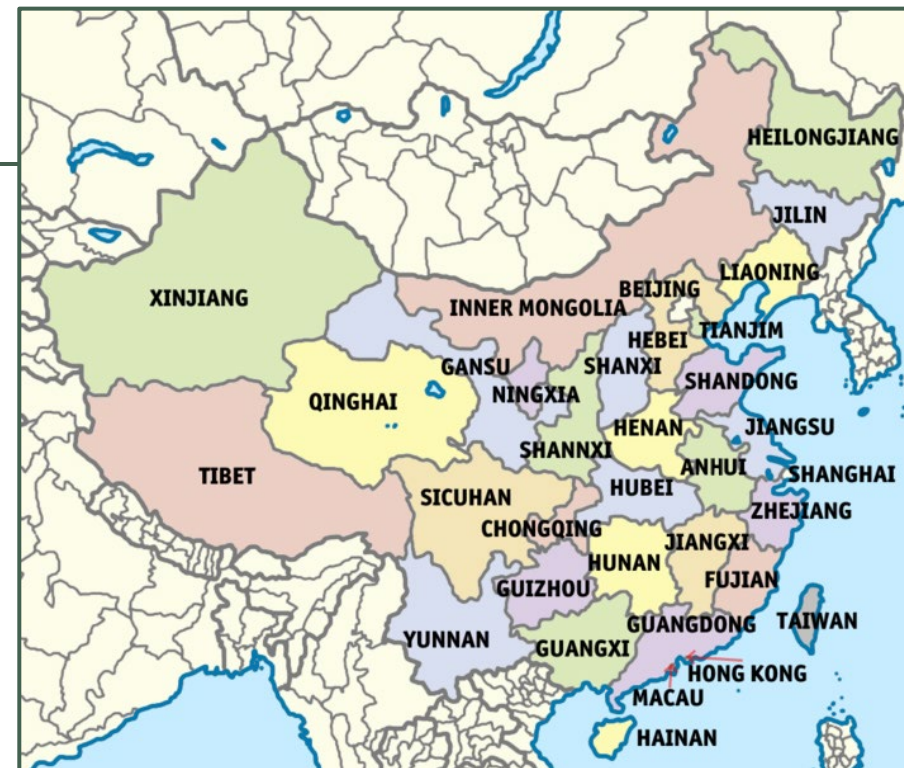 HEILONGJIANG
JILIN
LIAONING
XINJIANG
BEIJING
INNER MONGOLIA
TIANJIM
HEBEI
GANSU
SHANXI
SHANDONG
NINGXIA
QINGHAI
HENAN
JIANGSU
SHANNXI
ANHUI
SHANGHAI
TIBET
HUBEI
SICUHAN
ZHEJIANG
CHONGQING
JIANGXI
HUNAN
FUJIAN
GUIZHOU
GUANGDONG
TAIWAN
YUNNAN
GUANGXI
HONG KONG
MACAU
HAINAN